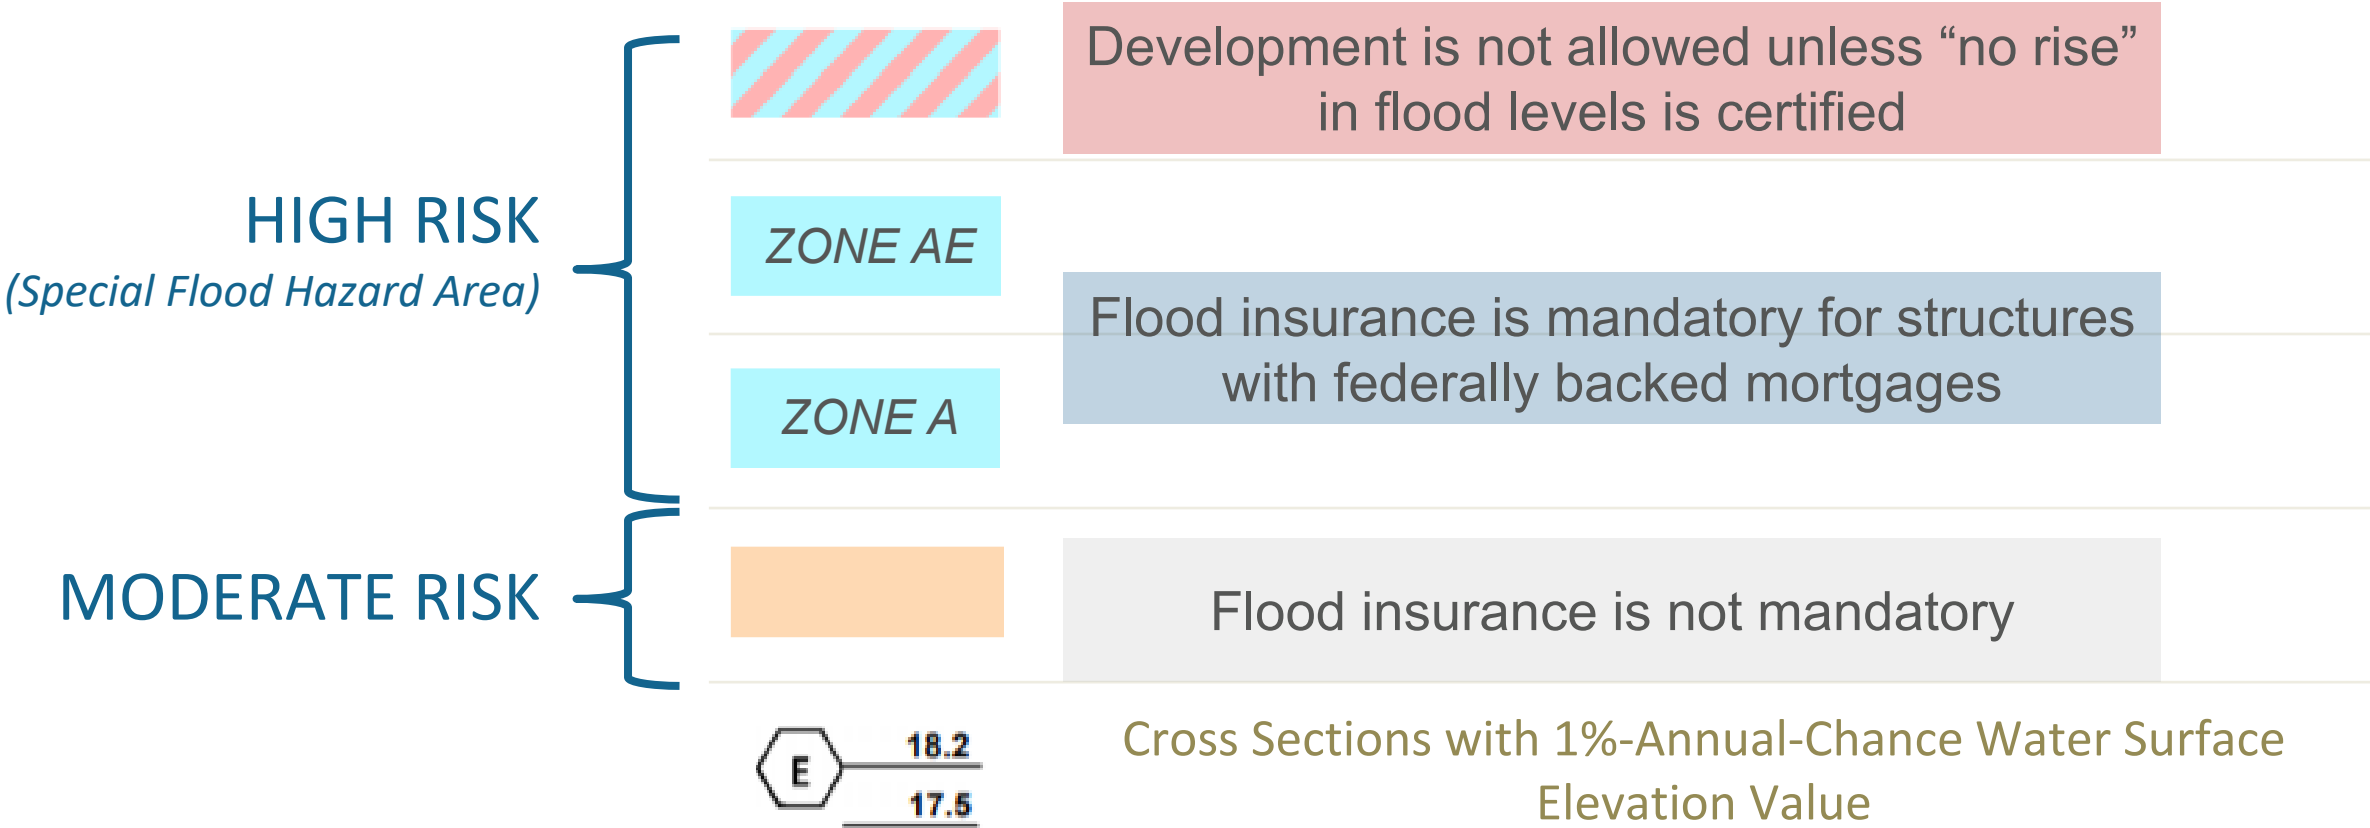 Development is not allowed unless “no rise”
in flood levels is certified
HIGH RISK
(Special Flood Hazard Area)
ZONE AE
Flood insurance is mandatory for structures
with federally backed mortgages
ZONE A
MODERATE RISK
Flood insurance is not mandatory
E
18.2
17.5
Cross Sections with 1%-Annual-Chance Water Surface
Elevation Value